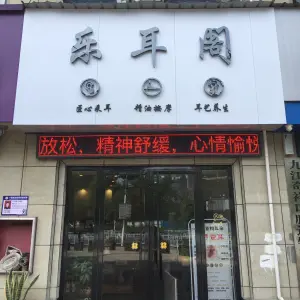 乐耳阁
匠心采耳 精油按摩 耳艺养生
放松，精神舒缓，心情愉悦